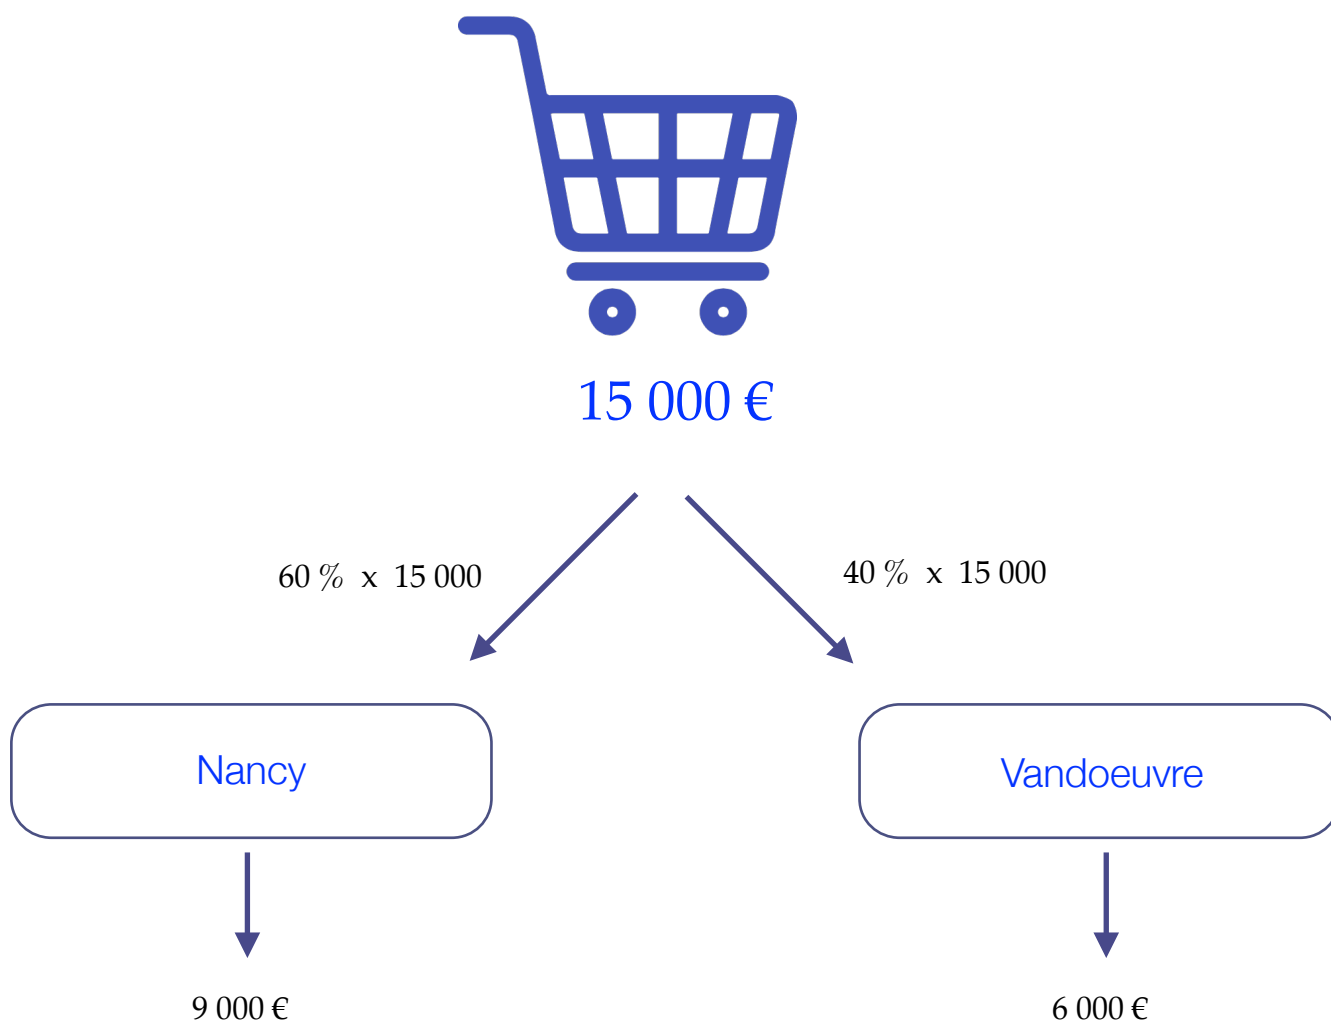 15 000 €
60 % x 15 000
40 % x 15 000
Nancy
Vandoeuvre
9 000 €
6 000 €